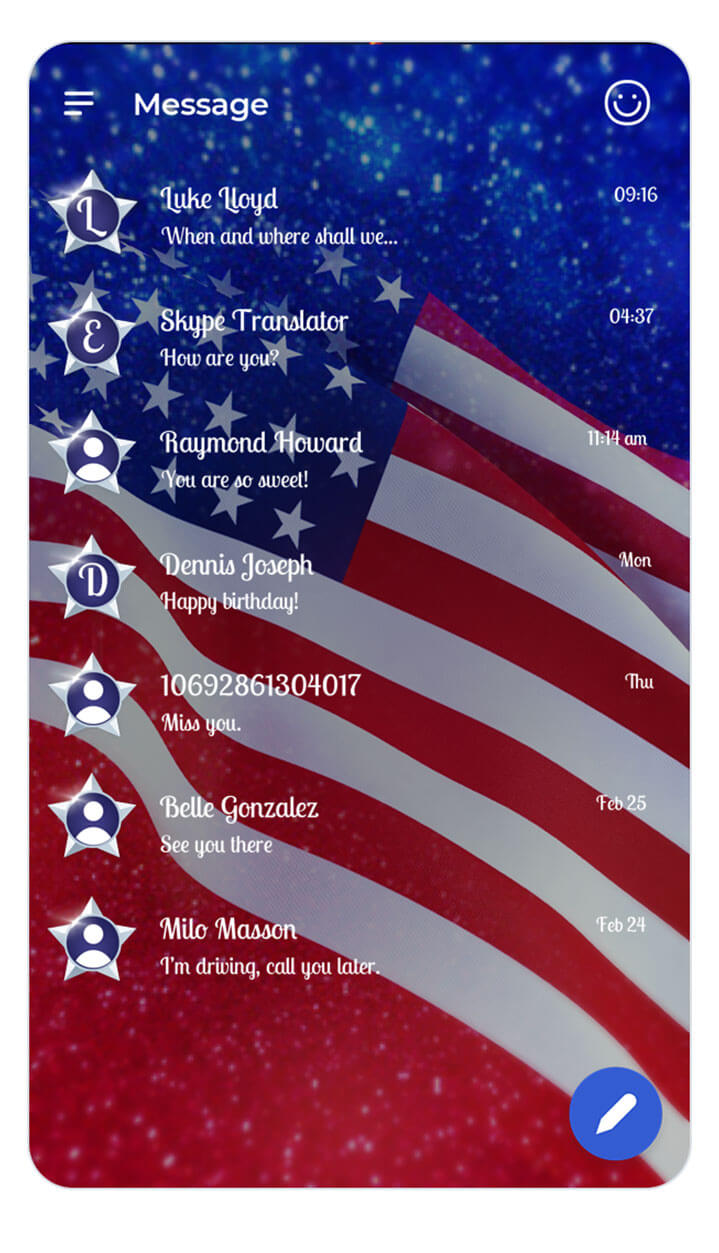 Message
L
Luke Lloyd
09:16
When and where shall we...
E
Skype Translator
04:37
How are you?
Raymond Howard
11:14 am
You are so sweet!
D
Dennis Joseph
Mon
Happy birthday!
10692861304017
Thu
Miss you.
Belle Gonzalez
Feb 25
See you there
Milo Masson
Feb 24
I'm driving, call you later.